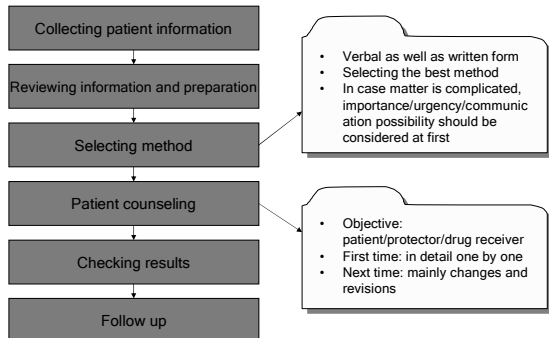 Collecting patient information
Reviewing information and preparation
Selecting method
Patient counseling
Checking results
Follow up
• Verbal as well as written form
• Selecting the best method
• In case matter is complicated,
importance/urgency/communic
ation possibility should be
considered at first
• Objective:
patient/protector/drug receiver
• First time: in detail one by one
• Next time: mainly changes and
revisions